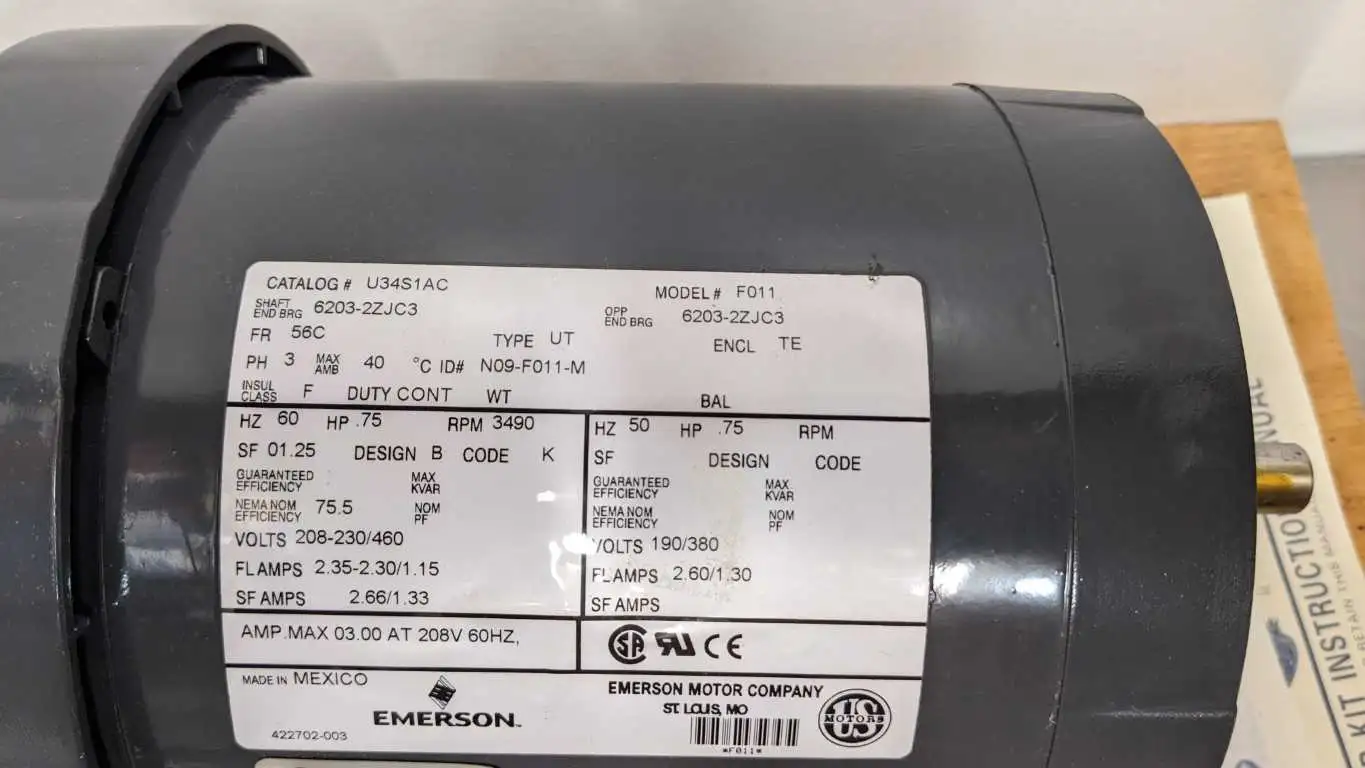 CATALOG # U34S1AC
MODEL # F011
SHAFT END BRG 6203-2ZJC3
OPP END BRG 6203-2ZJC3
FR 56C
TYPE UT
ENCL TE
PH 3 MAX AMB 40 °C ID# N09-F011-M
INSUL CLASS F DUTY CONT WT
BAL
HZ 60 HP .75 RPM 3490
SF 01.25 DESIGN B CODE K
GUARANTEED EFFICIENCY MAX KVAR
NEMA NOM EFFICIENCY 75.5 NOM PF
VOLTS 208-230/460
FL AMPS 2.35-2.30/1.15
SF AMPS 2.66/1.33
HZ 50 HP .75 RPM
SF DESIGN CODE
GUARANTEED EFFICIENCY MAX KVAR
NEMA NOM EFFICIENCY NOM PF
VOLTS 190/380
FL AMPS 2.60/1.30
SF AMPS
AMP MAX 03.00 AT 208V 60HZ,
MADE IN MEXICO
EMERSON
422702-003
EMERSON MOTOR COMPANY
ST. LOUIS, MO
*F011*
US
MOTORS
KIT INSTRUCTIO
NUAL
RETAIN THIS MANUA